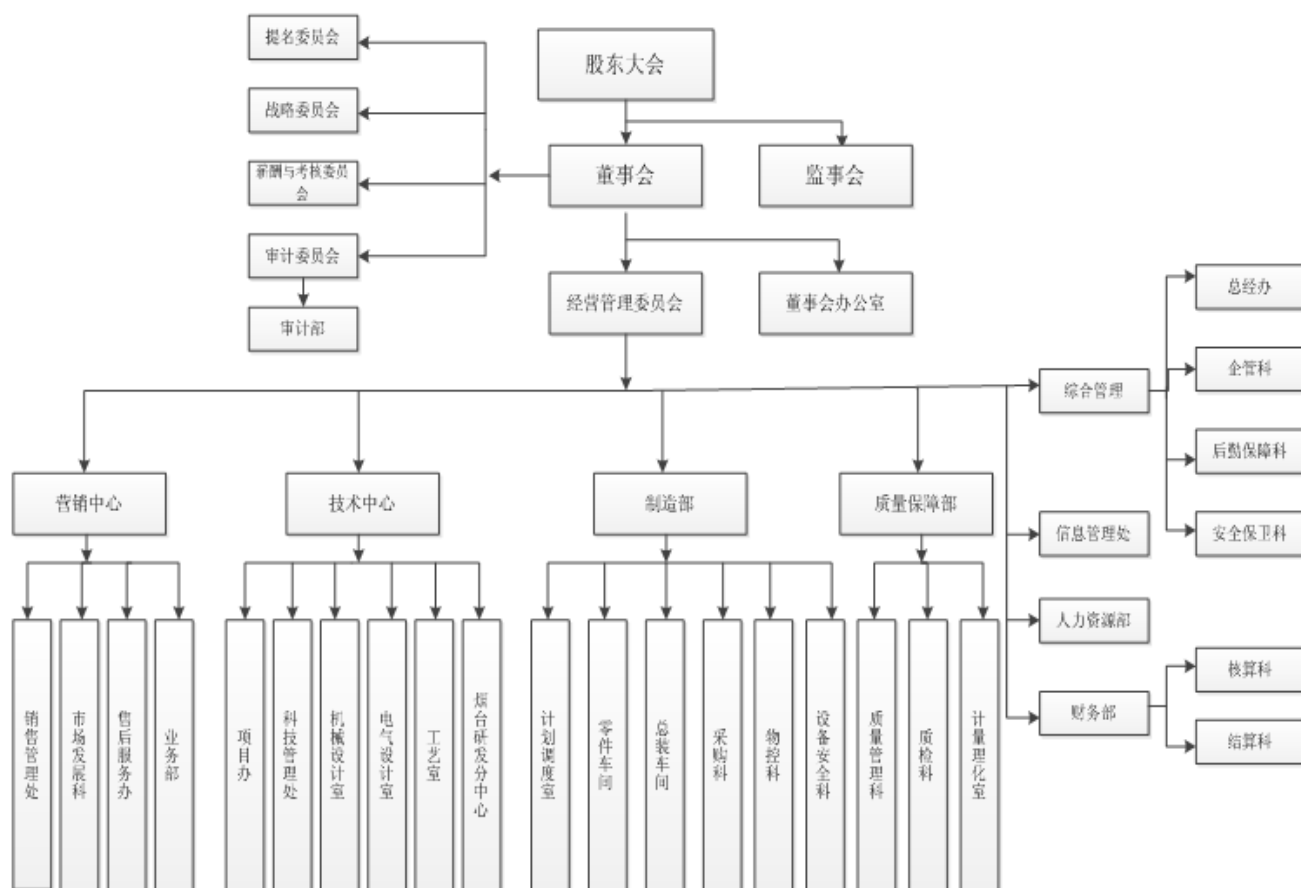 提名委员会
股东大会
战略委员会
董事会
监事会
薪酬与考核委员
会
审计委员会
总经办
经营管理委员会
董事会办公室
审计部
企管科
综合管理
后勤保障科
营销中心
技术中心
制造部
质量保障部
信息管理处
安全保卫科
人力资源部
核算科
财务部
结算科
销售管理处
市场发展科
售后服务办
业务部
项目办
科技管理处
机械设计室
电气设计室
工艺室
烟台研发分中心
计划调度室
零件车间
总装车间
采购科
物控科
设备安全科
质量管理科
质检科
计量理化室